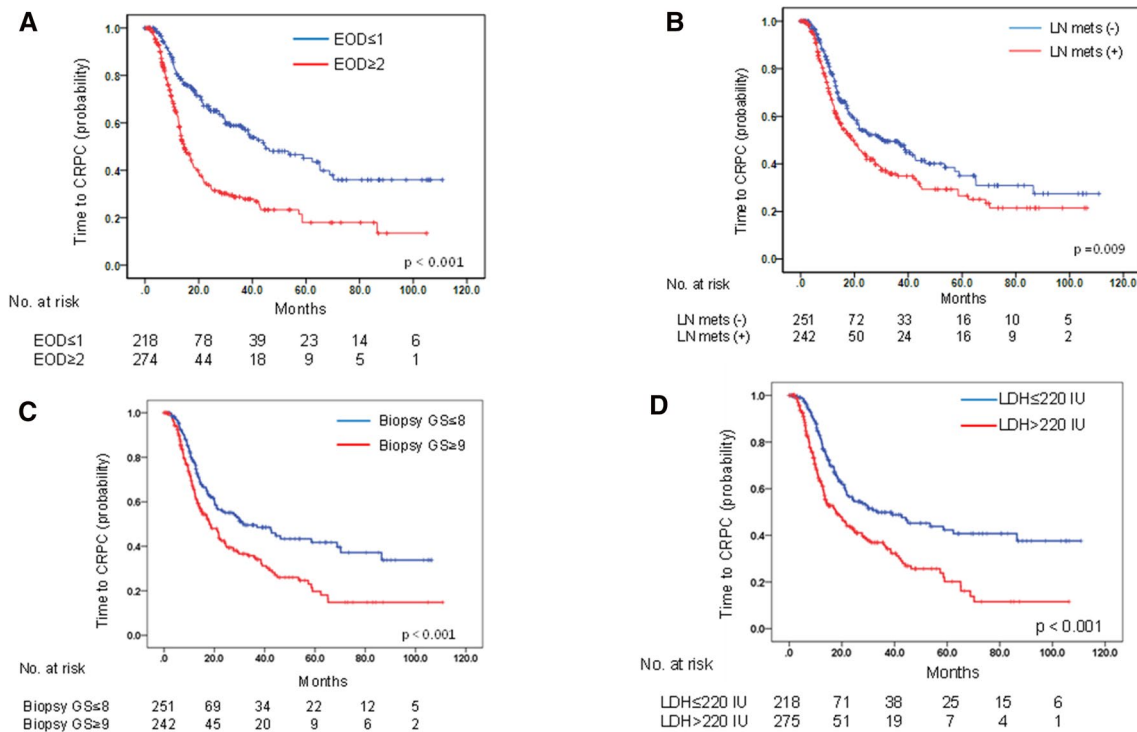 A
EOD≤1
EOD≥2
Time to CRPC (probability)
1.0
0.8
0.6
0.4
0.2
0.0
p < 0.001
.0 20.0 40.0 60.0 80.0 100.0 120.0
Months
No. at risk
EOD≤1 218 78 39 23 14 6
EOD≥2 274 44 18 9 5 1
B
LN mets (-)
LN mets (+)
Time to CRPC (probability)
1.0
0.8
0.6
0.4
0.2
0.0
p =0.009
.0 20.0 40.0 60.0 80.0 100.0 120.0
Months
No. at risk
LN mets (-) 251 72 33 16 10 5
LN mets (+) 242 50 24 16 9 2
C
Biopsy GS≤8
Biopsy GS≥9
Time to CRPC (probability)
1.0
0.8
0.6
0.4
0.2
0.0
p < 0.001
.0 20.0 40.0 60.0 80.0 100.0 120.0
Months
No. at risk
Biopsy GS≤8 251 69 34 22 12 5
Biopsy GS≥9 242 45 20 9 6 2
D
LDH≤220 IU
LDH>220 IU
Time to CRPC (probability)
1.0
0.8
0.6
0.4
0.2
0.0
p < 0.001
.0 20.0 40.0 60.0 80.0 100.0 120.0
Months
No. at risk
LDH≤220 IU 218 71 38 25 15 6
LDH>220 IU 275 51 19 7 4 1